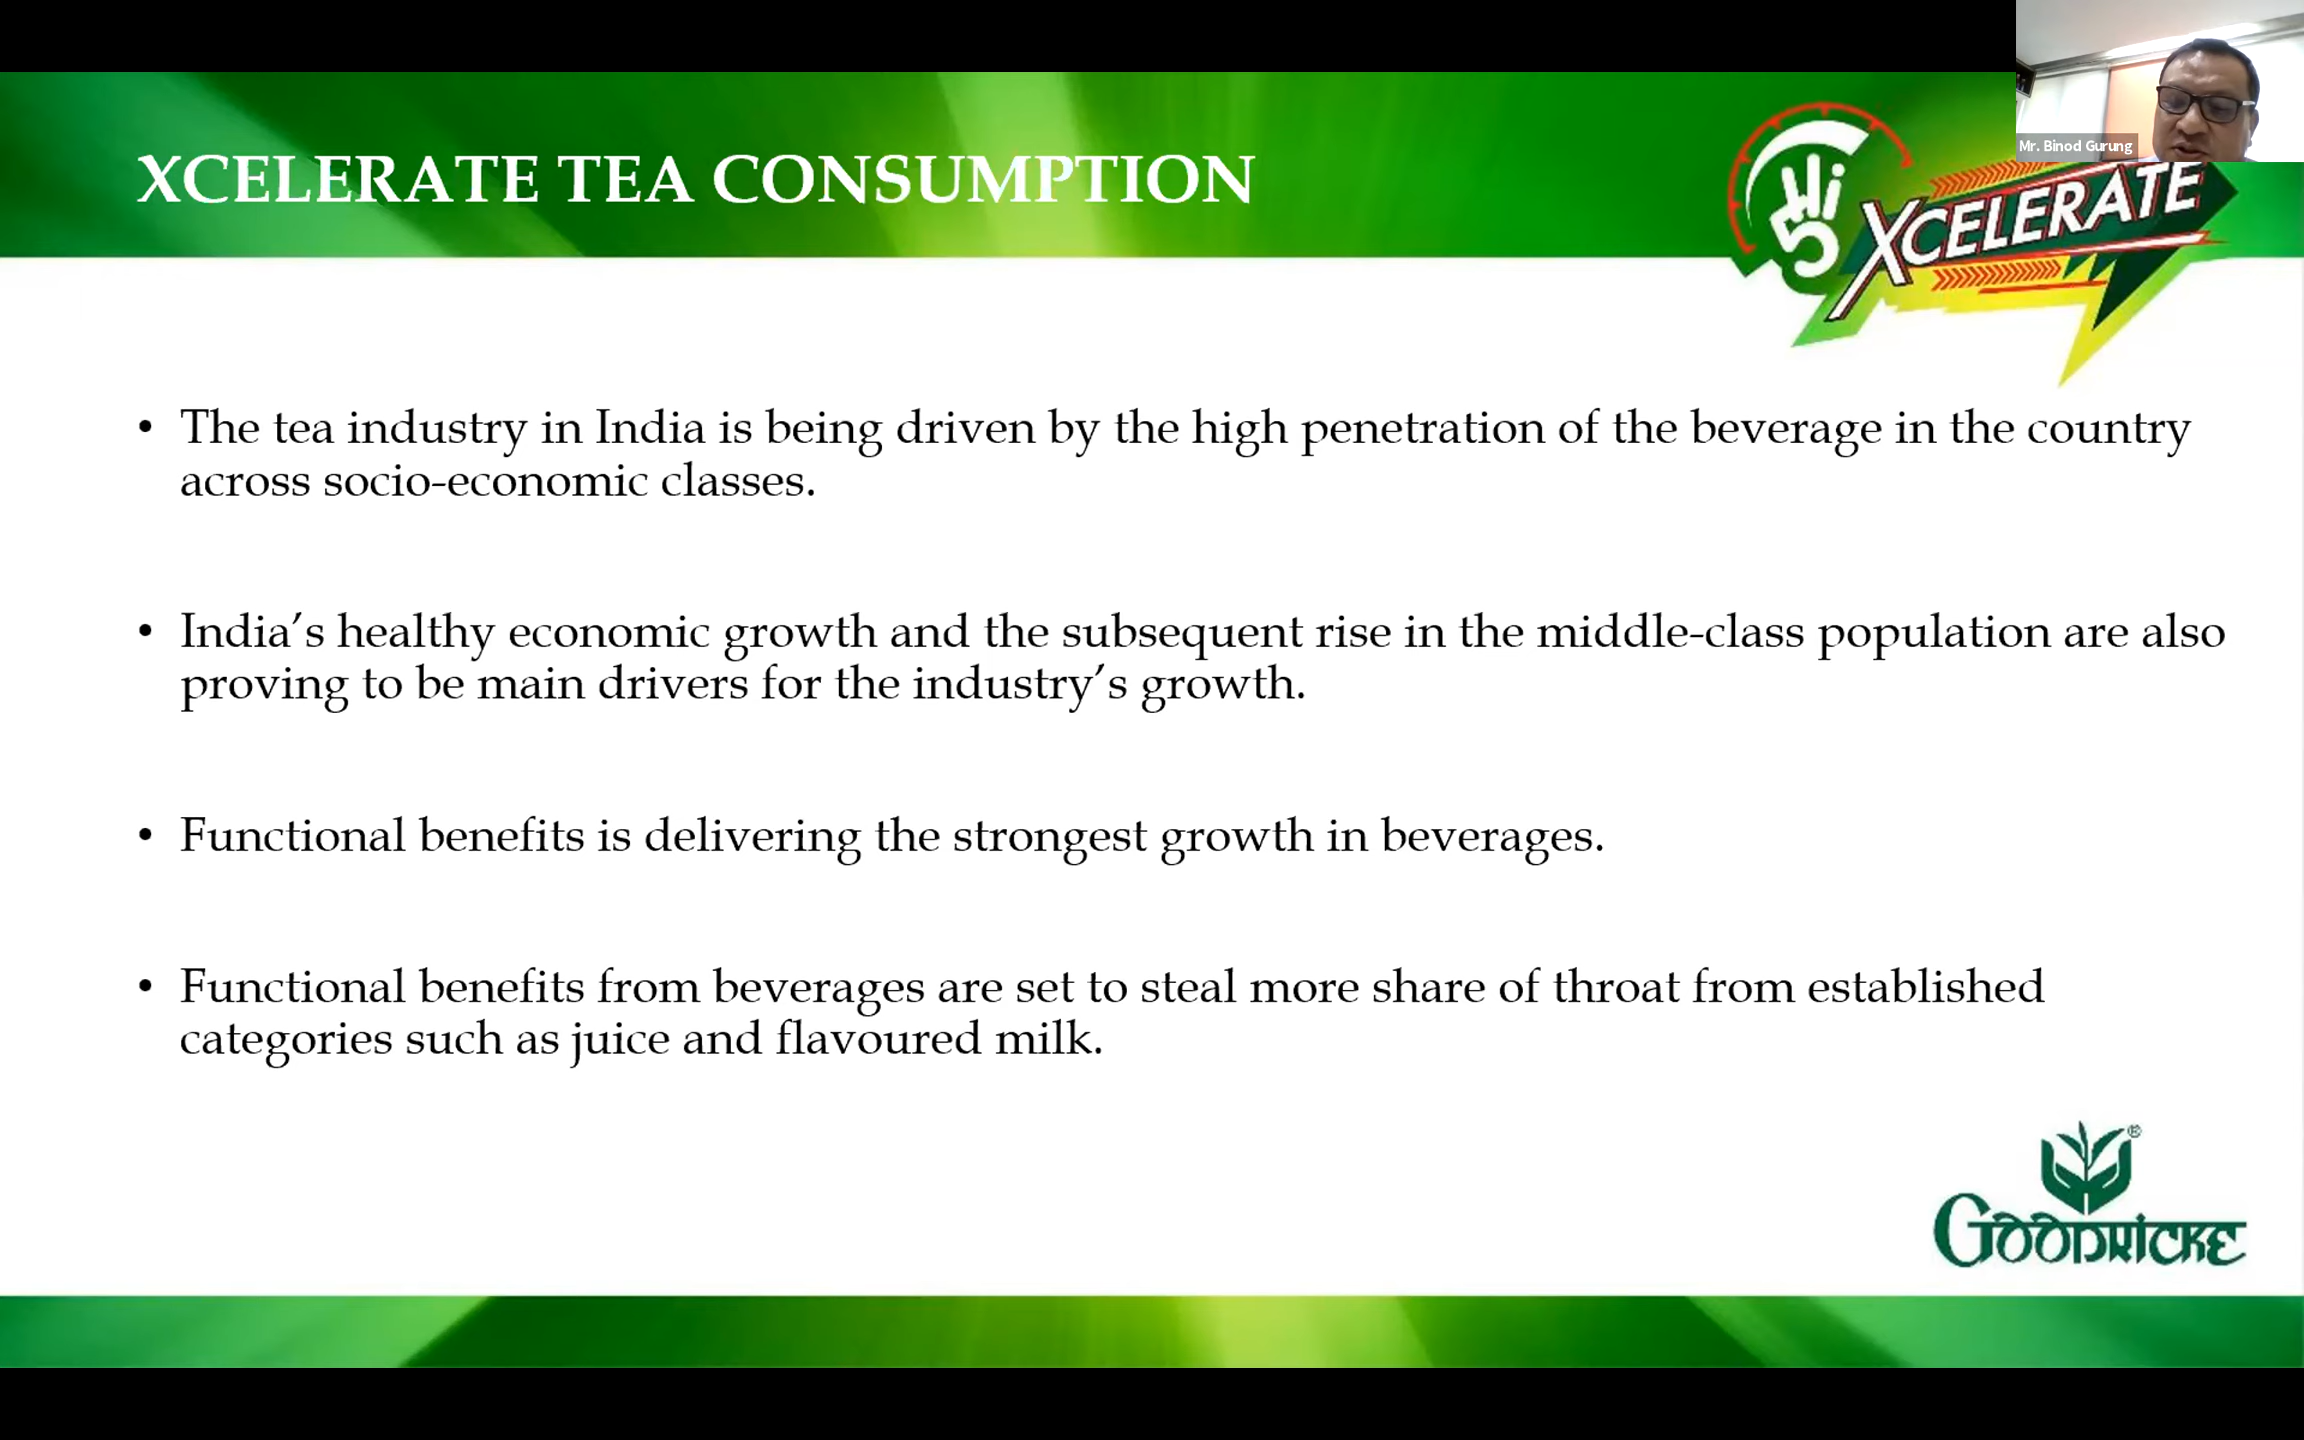 Mr. Binod Gurung
XCELERATE TEA CONSUMPTION
Hi
5
XCELERATE
• The tea industry in India is being driven by the high penetration of the beverage in the country
across socio-economic classes.
• India’s healthy economic growth and the subsequent rise in the middle-class population are also
proving to be main drivers for the industry’s growth.
• Functional benefits is delivering the strongest growth in beverages.
• Functional benefits from beverages are set to steal more share of throat from established
categories such as juice and flavoured milk.
®
GOODRICKE